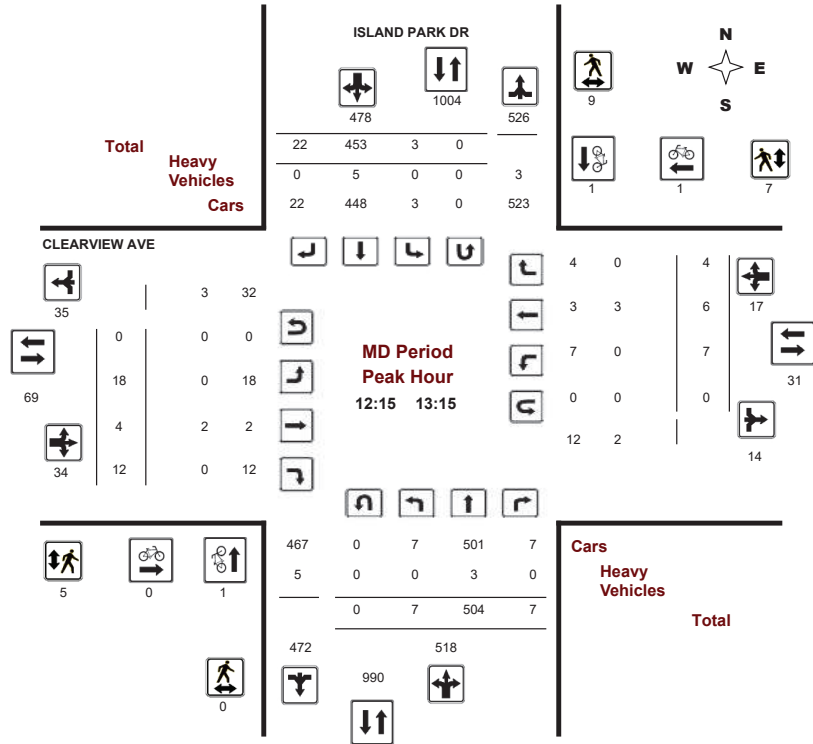 ISLAND PARK DR
N
W E
S
478 1004 526 9
Total 22 453 3 0
Heavy Vehicles 0 5 0 0 3
Cars 22 448 3 0 523
1 1 7
CLEARVIEW AVE
35 3 32
4 0 4
17
0 0 0
3 3 6
69
MD Period
Peak Hour
12:15 13:15
18 0 18
7 0 7
31
4 2 2
0 0 0
34 12 0 12
12 2
14
467 0 7 501 7 Cars
5 0 0 3 0 Heavy Vehicles
0 7 504 7 Total
5 0 1
472 518
990
0